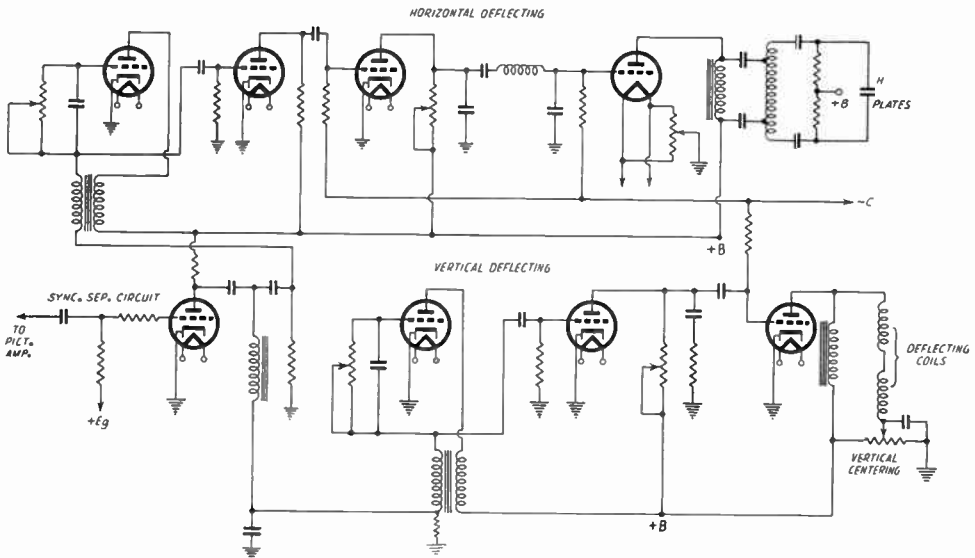 HORIZONTAL DEFLECTING
H
PLATES
+B
~C
+B
VERTICAL DEFLECTING
SYNC. SEP. CIRCUIT
TO
PICT.
AMP.
+Eg
DEFLECTING
COILS
VERTICAL
CENTERING
+B